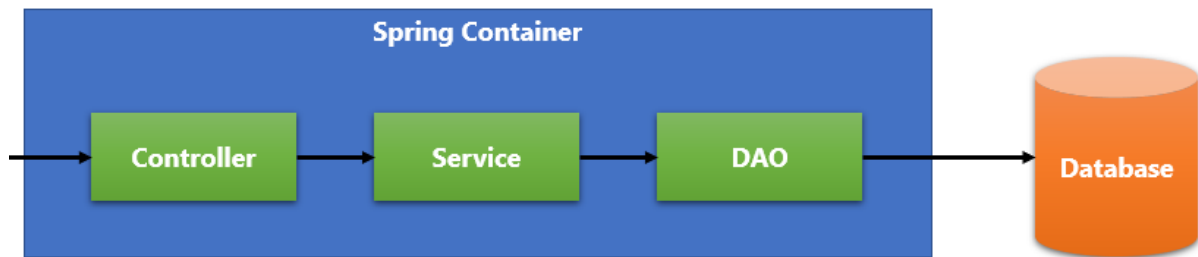 Spring Container
Controller
Service
DAO
Database